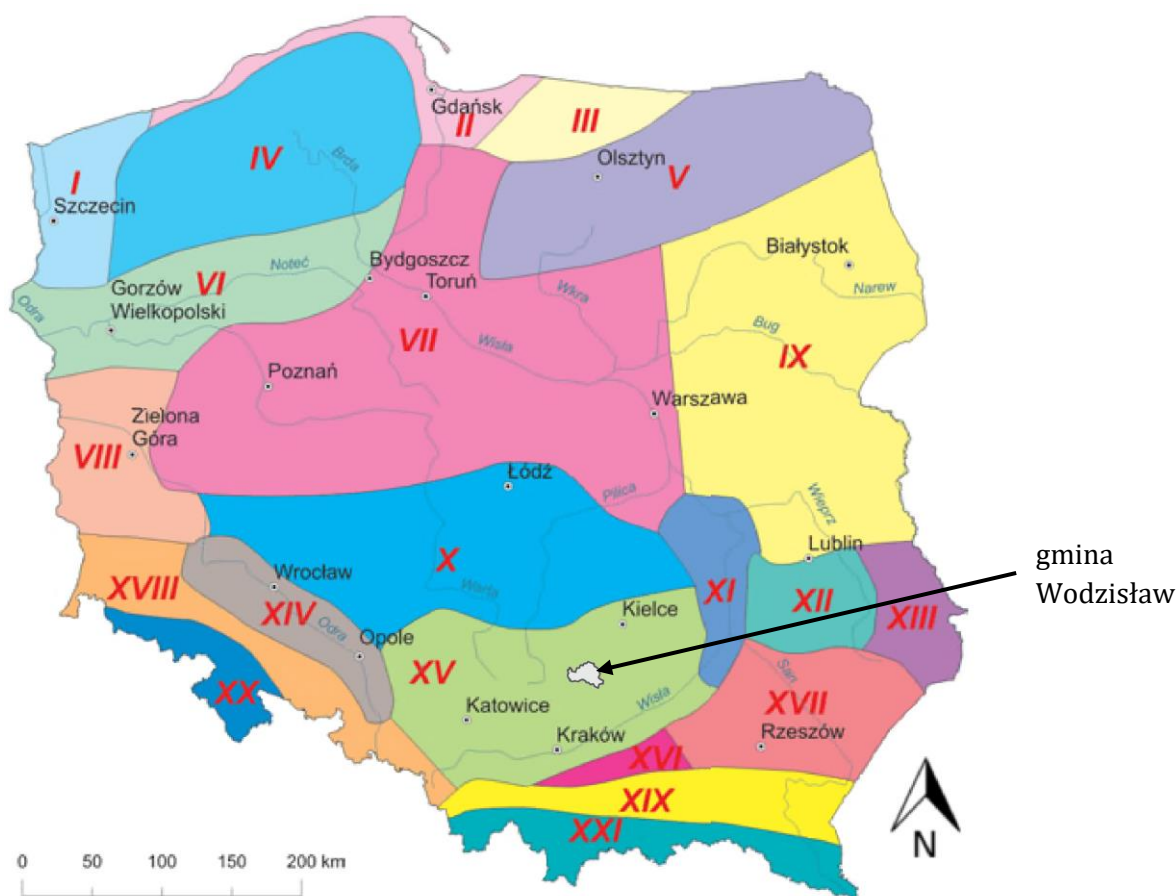 Gdańsk
II
III
IV
Brda
Olsztyn
V
I
Szczecin
Białystok
Narew
Bydgoszcz
Toruń
Noteć
VI
Gorzów
Wielkopolski
Odra
Wkra
Bug
VII
Wisła
IX
Poznań
Warszawa
Zielona
Góra
VIII
Łódź
Pilica
Wieprz
Lublin
gmina
Wodzisław
X
Warta
XVIII
Wrocław
XIV
Odra
Opole
Kielce
XI
XII
XIII
XV
XX
Katowice
Kraków
Wisła
San
XVII
Rzeszów
XVI
XIX
XXI
N
0 50 100 150 200 km